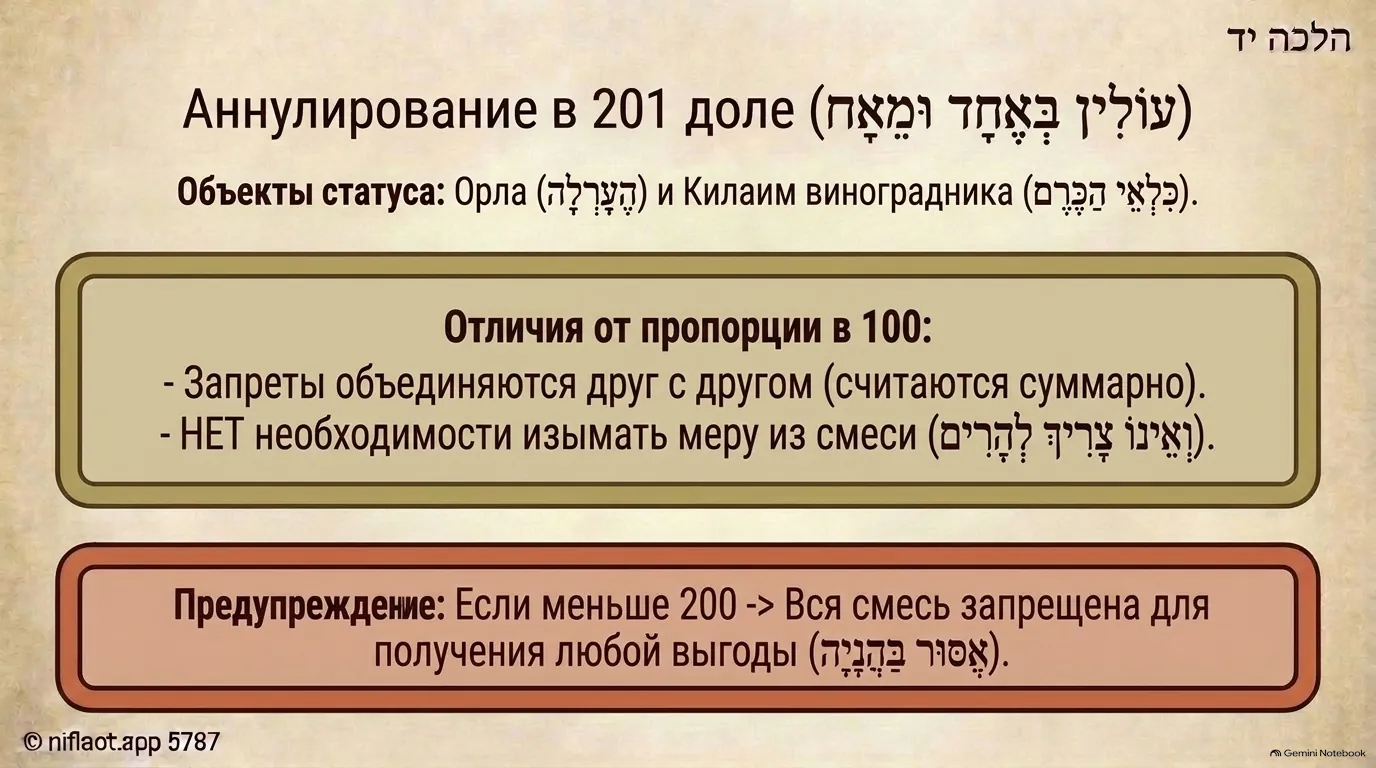 הלכה יד
Аннулирование в 201 доле (עוֹלִין בְּאֶחָד וּמֵאָח)
Объекты статуса: Орла (הֶעָרְלָה) и Килаим виноградника (כִּלְאֵי הַכֶּרֶם).
Отличия от пропорции в 100:
- Запреты объединяются друг с другом (считаются суммарно).
- НЕТ необходимости изымать меру из смеси (וְאֵינוֹ צָרִיךְ לְהָרִים).
Предупреждение: Если меньше 200 -> Вся смесь запрещена для
получения любой выгоды (אֱסּוּר בַּהֲנָיָה).
© niflaot.app 5787
Gemini Notebook